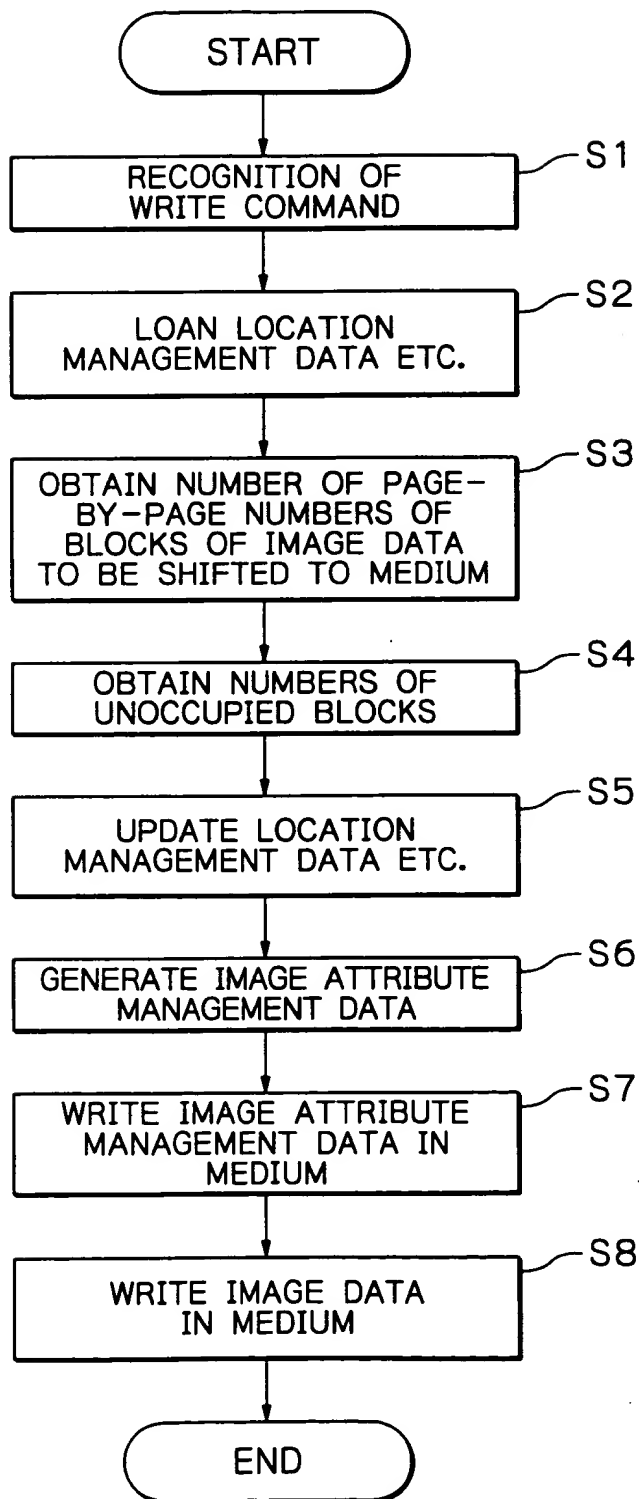 START
S1
RECOGNITION OF
WRITE COMMAND
S2
LOAN LOCATION
MANAGEMENT DATA ETC.
S3
OBTAIN NUMBER OF PAGE-
BY-PAGE NUMBERS OF
BLOCKS OF IMAGE DATA
TO BE SHIFTED TO MEDIUM
S4
OBTAIN NUMBERS OF
UNOCCUPIED BLOCKS
S5
UPDATE LOCATION
MANAGEMENT DATA ETC.
S6
GENERATE IMAGE ATTRIBUTE
MANAGEMENT DATA
S7
WRITE IMAGE ATTRIBUTE
MANAGEMENT DATA IN
MEDIUM
S8
WRITE IMAGE DATA
IN MEDIUM
END